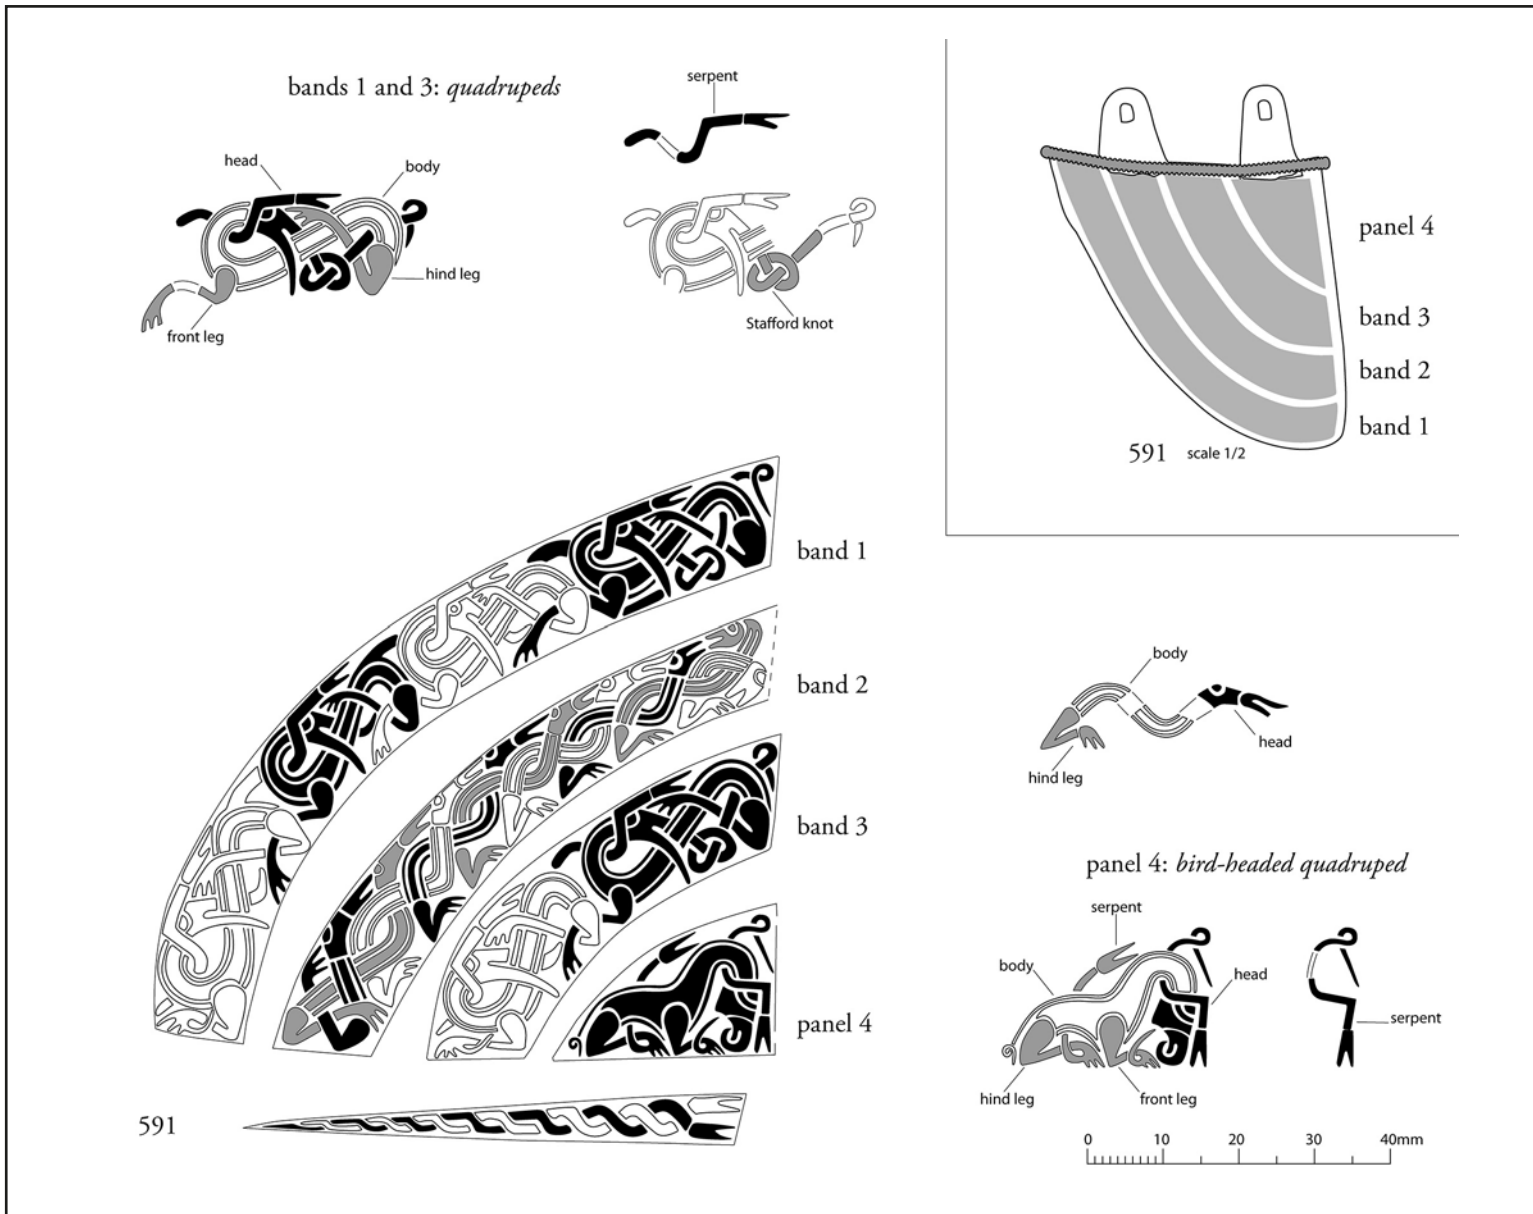 bands 1 and 3: quadrupeds
serpent
head
body
hind leg
front leg
Stafford knot
panel 4
band 3
band 2
band 1
591 scale 1/2
band 1
band 2
band 3
panel 4
591
body
head
hind leg
panel 4: bird-headed quadruped
serpent
body
head
serpent
hind leg
front leg
0 10 20 30 40mm